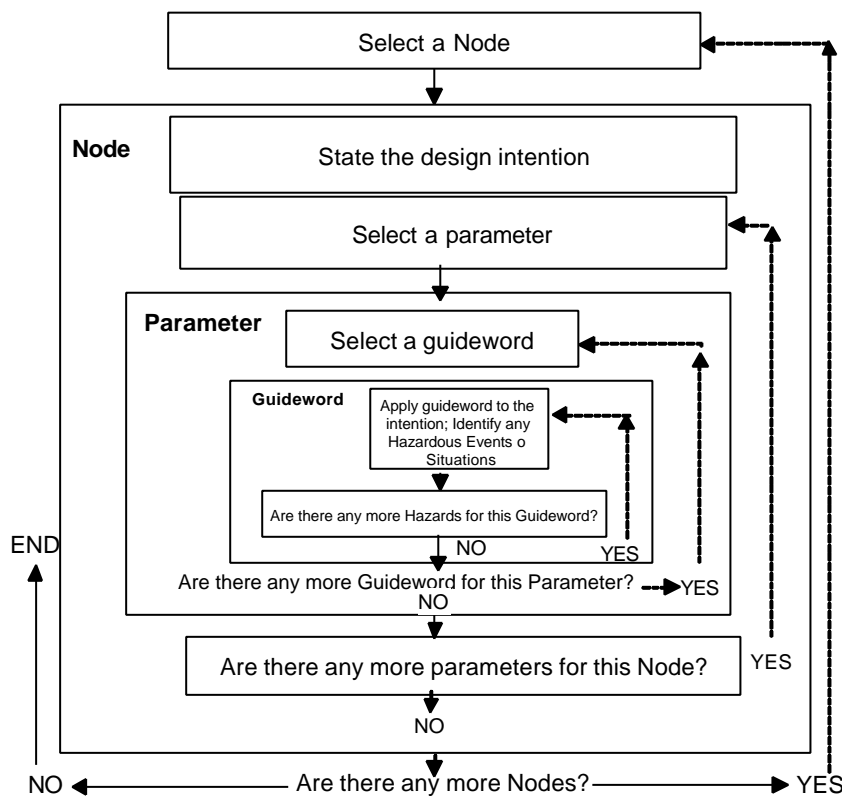 Select a Node
Node
State the design intention
Select a parameter
Parameter
Select a guideword
Guideword
Apply guideword to the
intention; Identify any
Hazardous Events o
Situations
Are there any more Hazards for this Guideword?
NO
YES
END
Are there any more Guideword for this Parameter?
YES
NO
Are there any more parameters for this Node?
YES
NO
NO
Are there any more Nodes?
YES